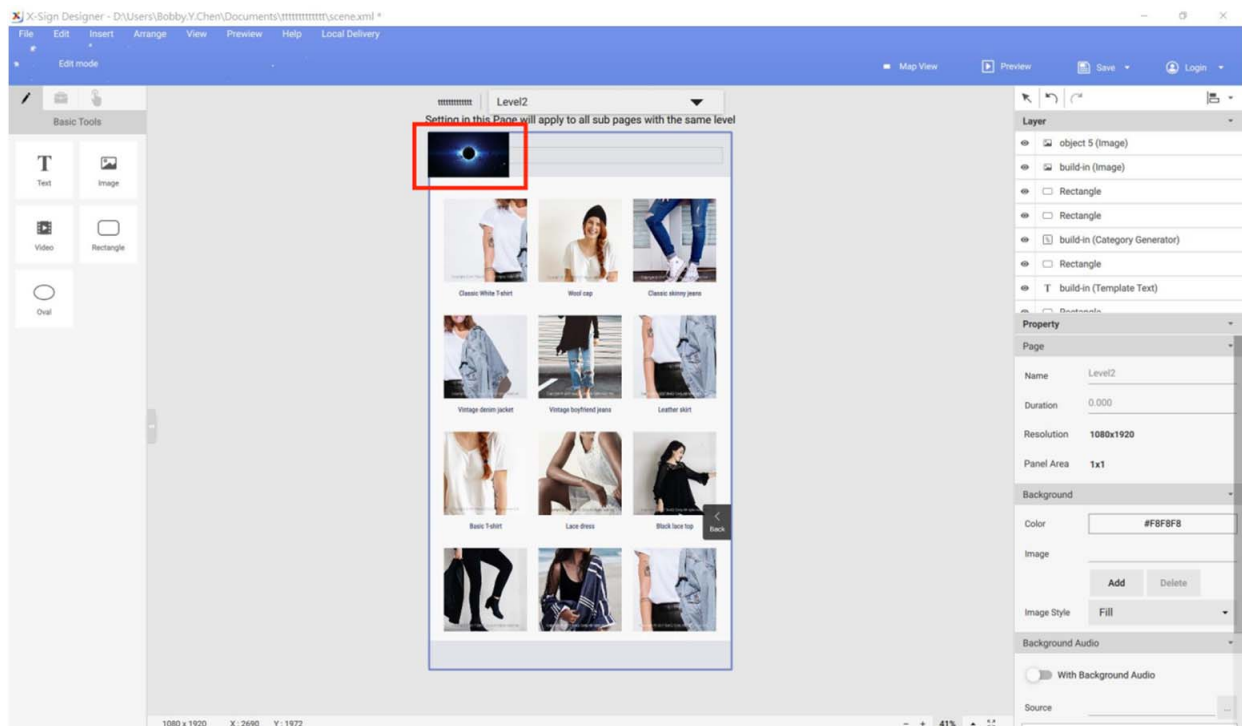 X-Sign Designer - D:\Users\Bobby.Y.Chen\Documents\tttttttttttttt\scene.xml *
File Edit Insert Arrange View Prewiew Help Local Delivery
Edit mode
Map View Preview Save Login
Basic Tools
Text Image
Video Rectangle
Oval
tttttttttttttt Level2
Setting in this Page will apply to all sub pages with the same level
Classic White T-shirt Wool cap Classic skinny jeans
Vintage denim jacket Vintage boyfriend jeans Leather skirt
Basic T-shirt Lace dress Black lace top
Back
Layer
object 5 (Image)
build-in (Image)
Rectangle
Rectangle
build-in (Category Generator)
Rectangle
build-in (Template Text)
Rectangle
Property
Page
Name Level2
Duration 0.000
Resolution 1080x1920
Panel Area 1x1
Background
Color #F8F8F8
Image
Add Delete
Image Style Fill
Background Audio
With Background Audio
Source ...
1080 x 1920 X : 2690 Y : 1972 - + 41%